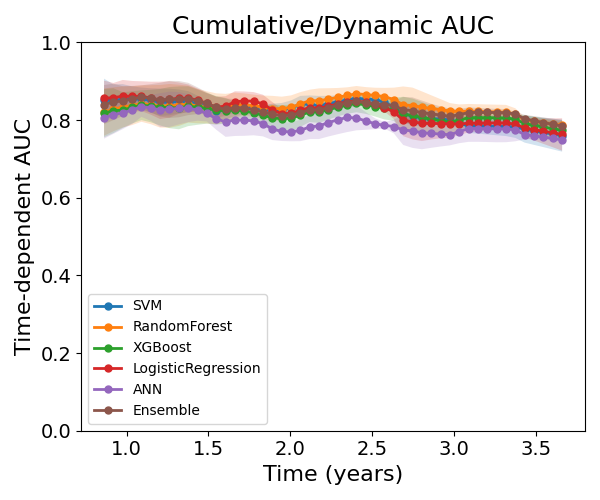 Cumulative/Dynamic AUC
Time-dependent AUC
1.0
0.8
0.6
0.4
0.2
0.0
SVM
RandomForest
XGBoost
LogisticRegression
ANN
Ensemble
1.0 1.5 2.0 2.5 3.0 3.5
Time (years)